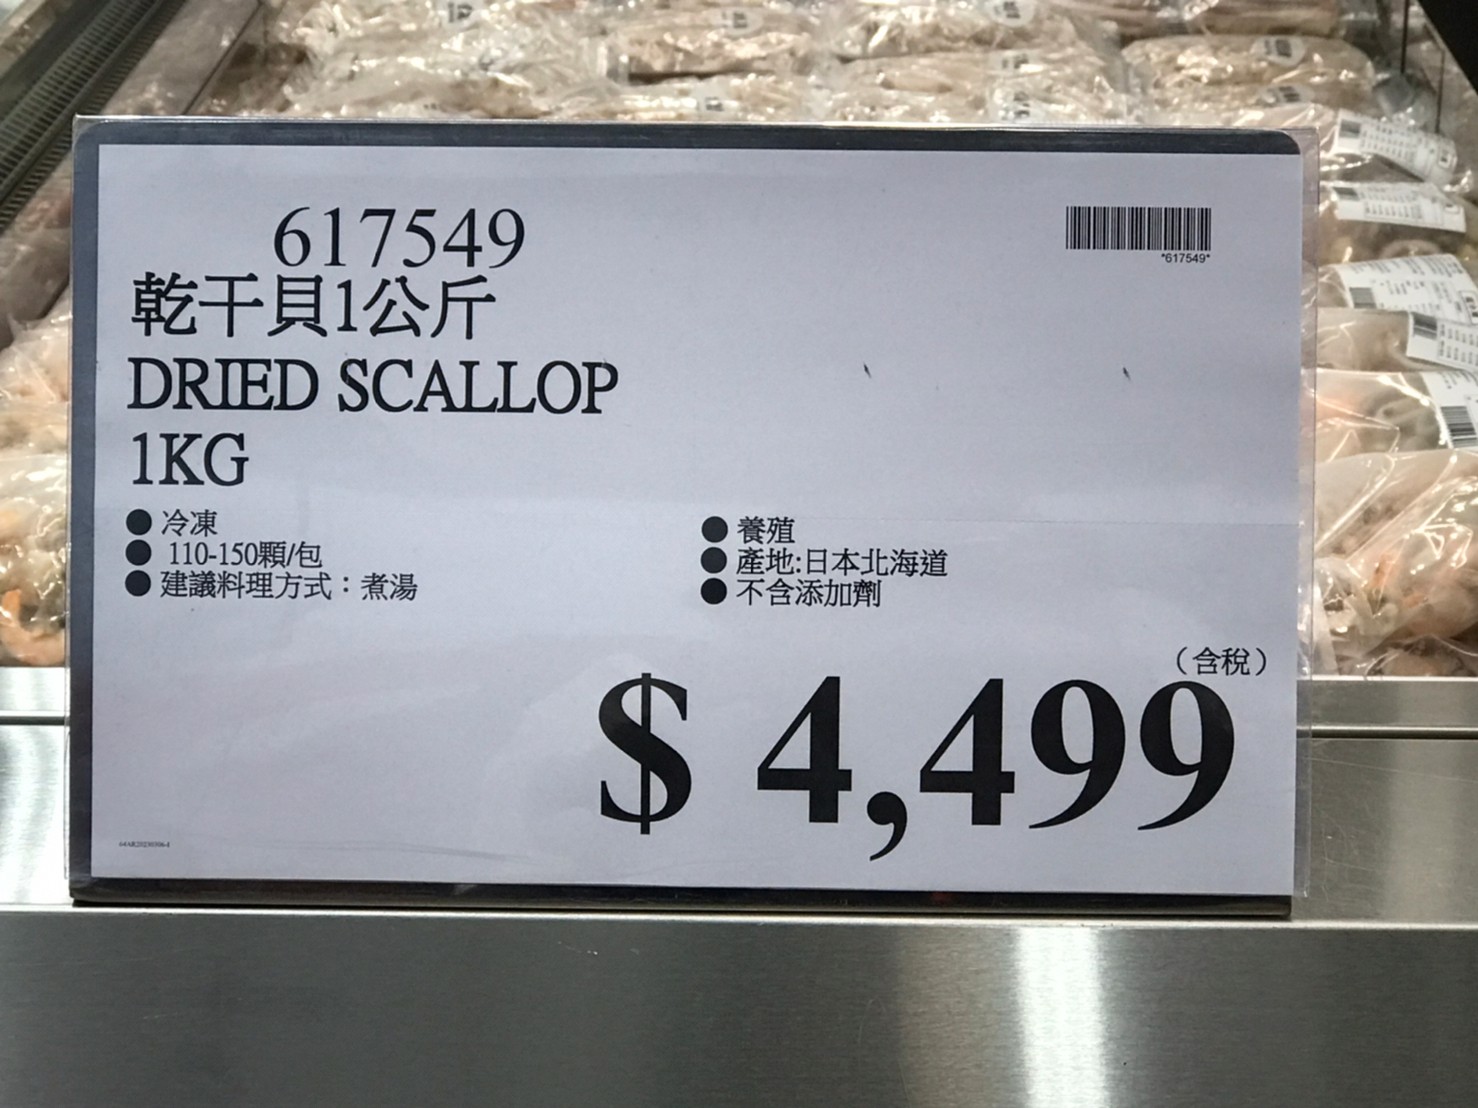 617549
*617549*
乾干貝1公斤
DRIED SCALLOP
1KG
● 冷凍
● 110-150顆/包
● 建議料理方式：煮湯
● 養殖
● 產地:日本北海道
● 不含添加劑
（含稅）
$ 4,499